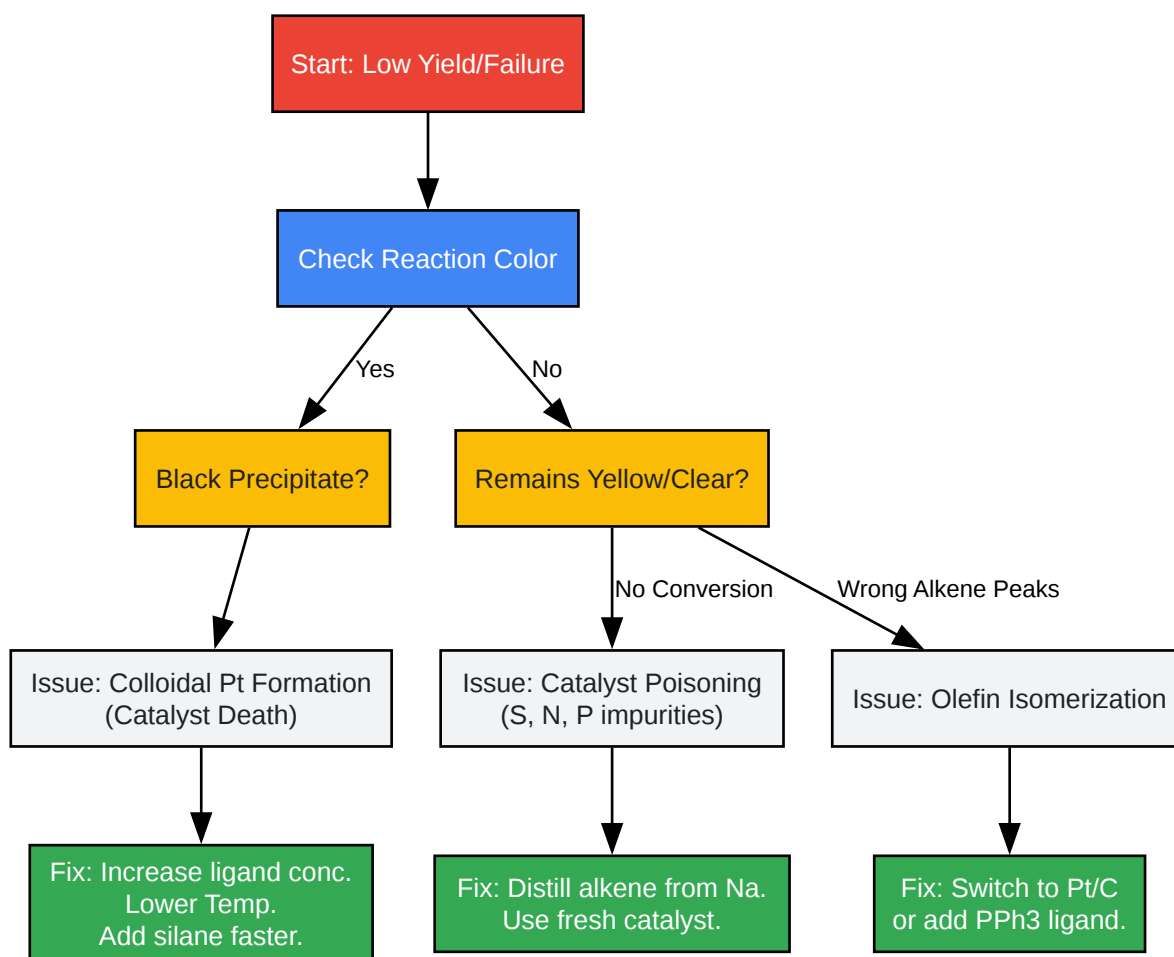 Start: Low Yield/Failure
Check Reaction Color
Yes
No
Black Precipitate?
Remains Yellow/Clear?
No Conversion
Wrong Alkene Peaks
Issue: Colloidal Pt Formation
(Catalyst Death)
Issue: Catalyst Poisoning
(S, N, P impurities)
Issue: Olefin Isomerization
Fix: Increase ligand conc.
Lower Temp.
Add silane faster.
Fix: Distill alkene from Na.
Use fresh catalyst.
Fix: Switch to Pt/C
or add PPh3 ligand.